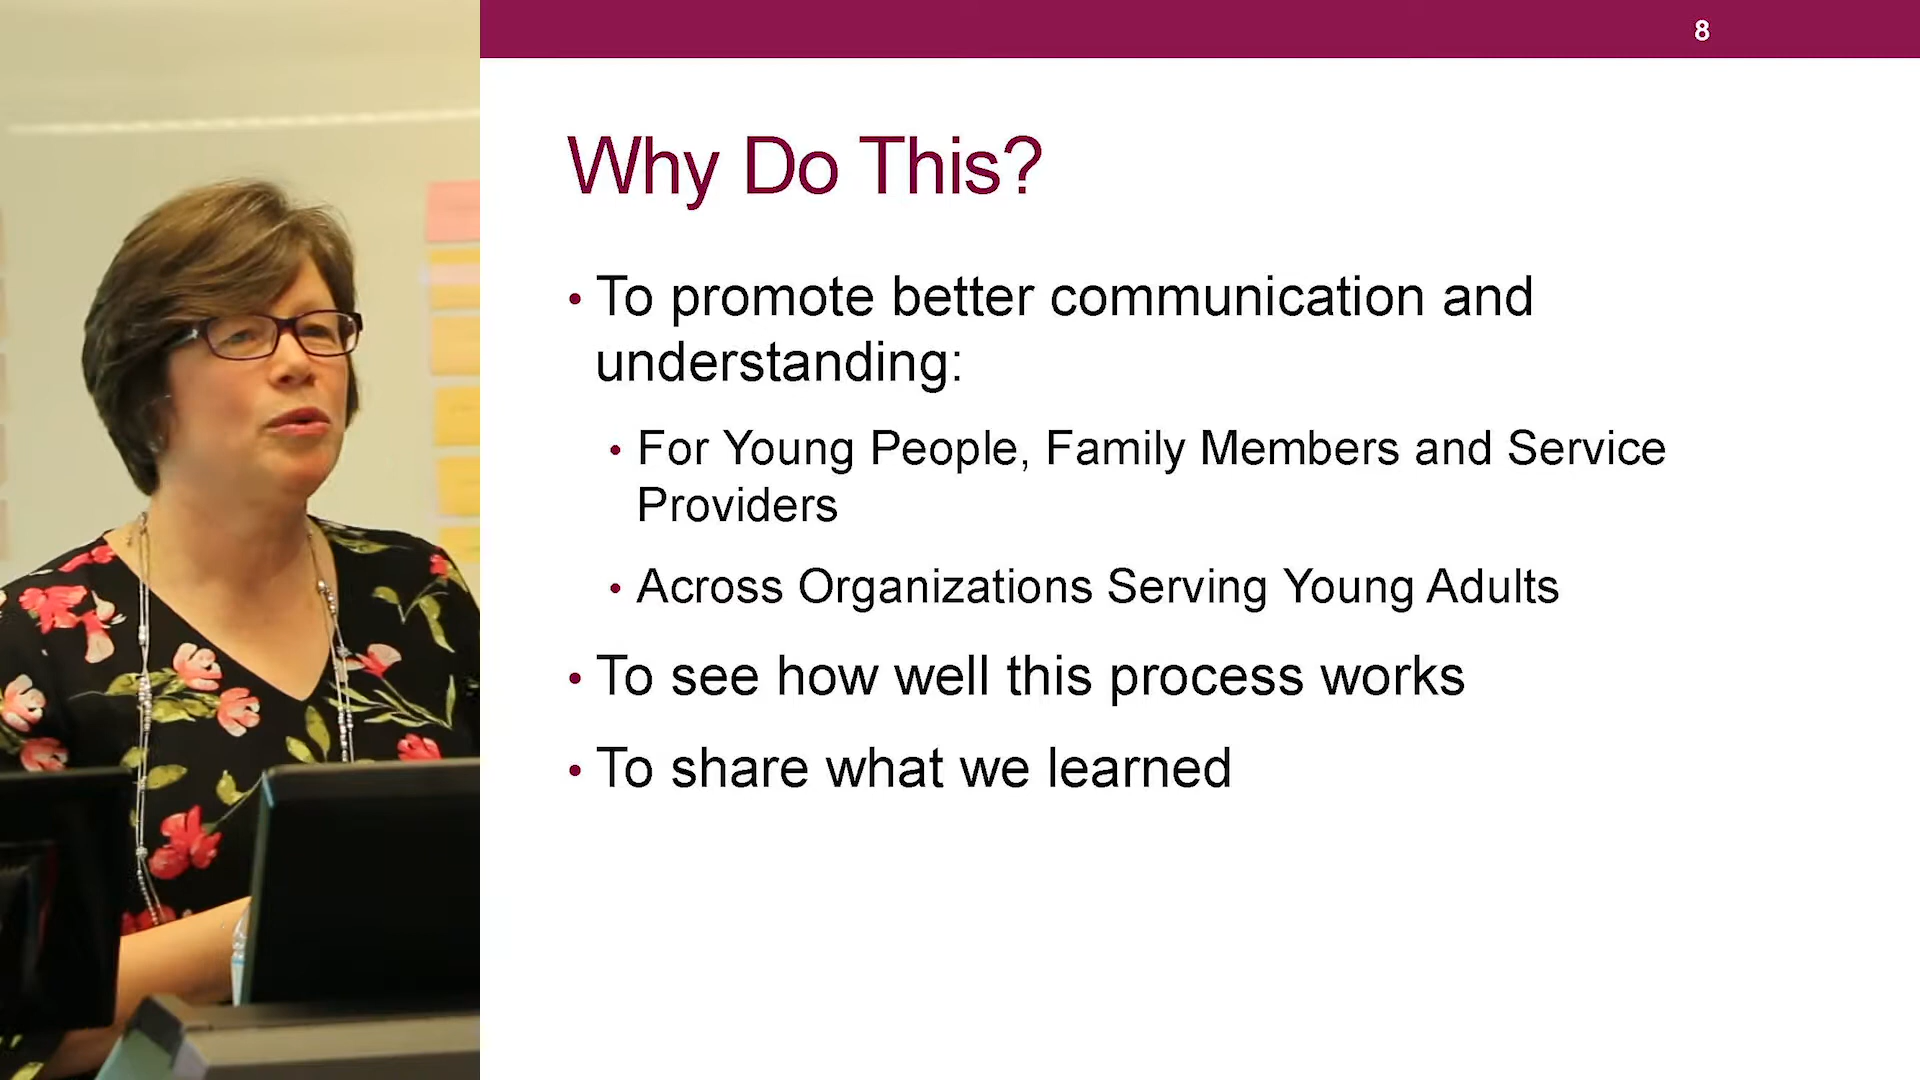 8
Why Do This?
• To promote better communication and
understanding:
• For Young People, Family Members and Service
Providers
• Across Organizations Serving Young Adults
• To see how well this process works
• To share what we learned